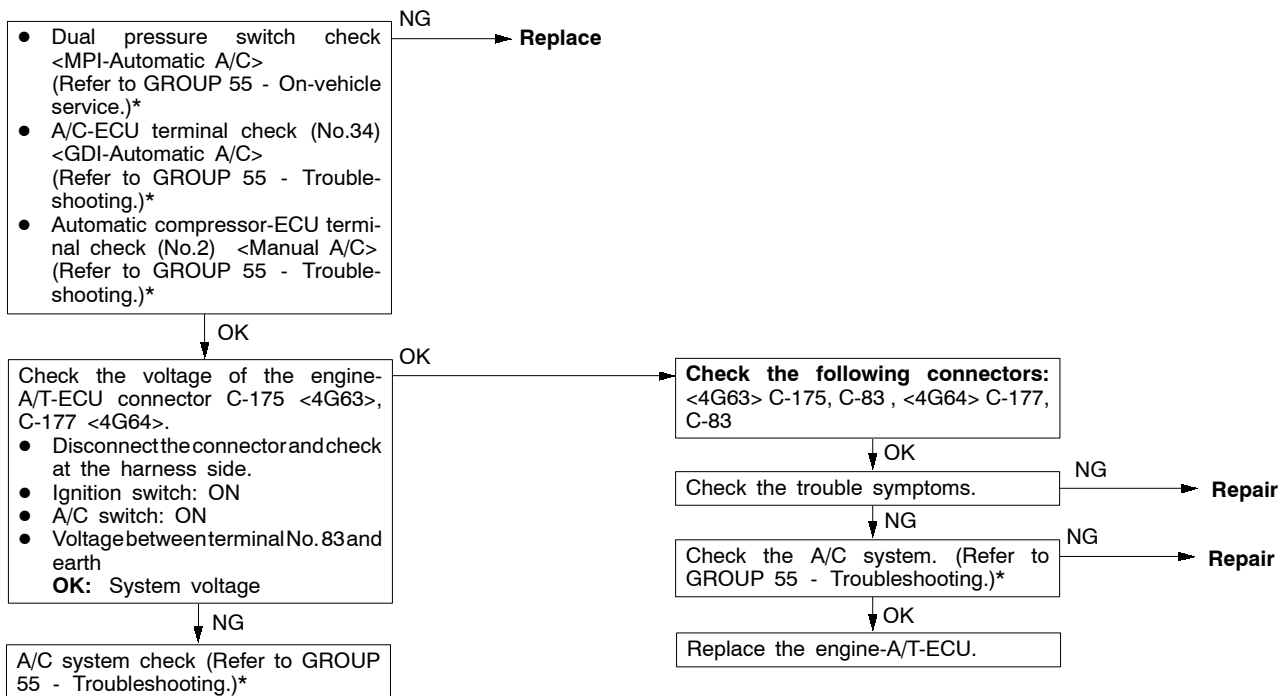 ● Dual pressure switch check
<MPI-Automatic A/C>
(Refer to GROUP 55 - On-vehicle
service.)*
● A/C-ECU terminal check (No.34)
<GDI-Automatic A/C>
(Refer to GROUP 55 - Trouble-
shooting.)*
● Automatic compressor-ECU termi-
nal check (No.2) <Manual A/C>
(Refer to GROUP 55 - Trouble-
shooting.)*
NG
Replace
OK
Check the voltage of the engine-
A/T-ECU connector C-175 <4G63>,
C-177 <4G64>.
● Disconnect the connector and check
at the harness side.
● Ignition switch: ON
● A/C switch: ON
● Voltage between terminal No. 83 and
earth
OK: System voltage
OK
NG
A/C system check (Refer to GROUP
55 - Troubleshooting.)*
Check the following connectors:
<4G63> C-175, C-83 , <4G64> C-177,
C-83
OK
Check the trouble symptoms.
NG
Repair
NG
Check the A/C system. (Refer to
GROUP 55 - Troubleshooting.)*
NG
Repair
OK
Replace the engine-A/T-ECU.